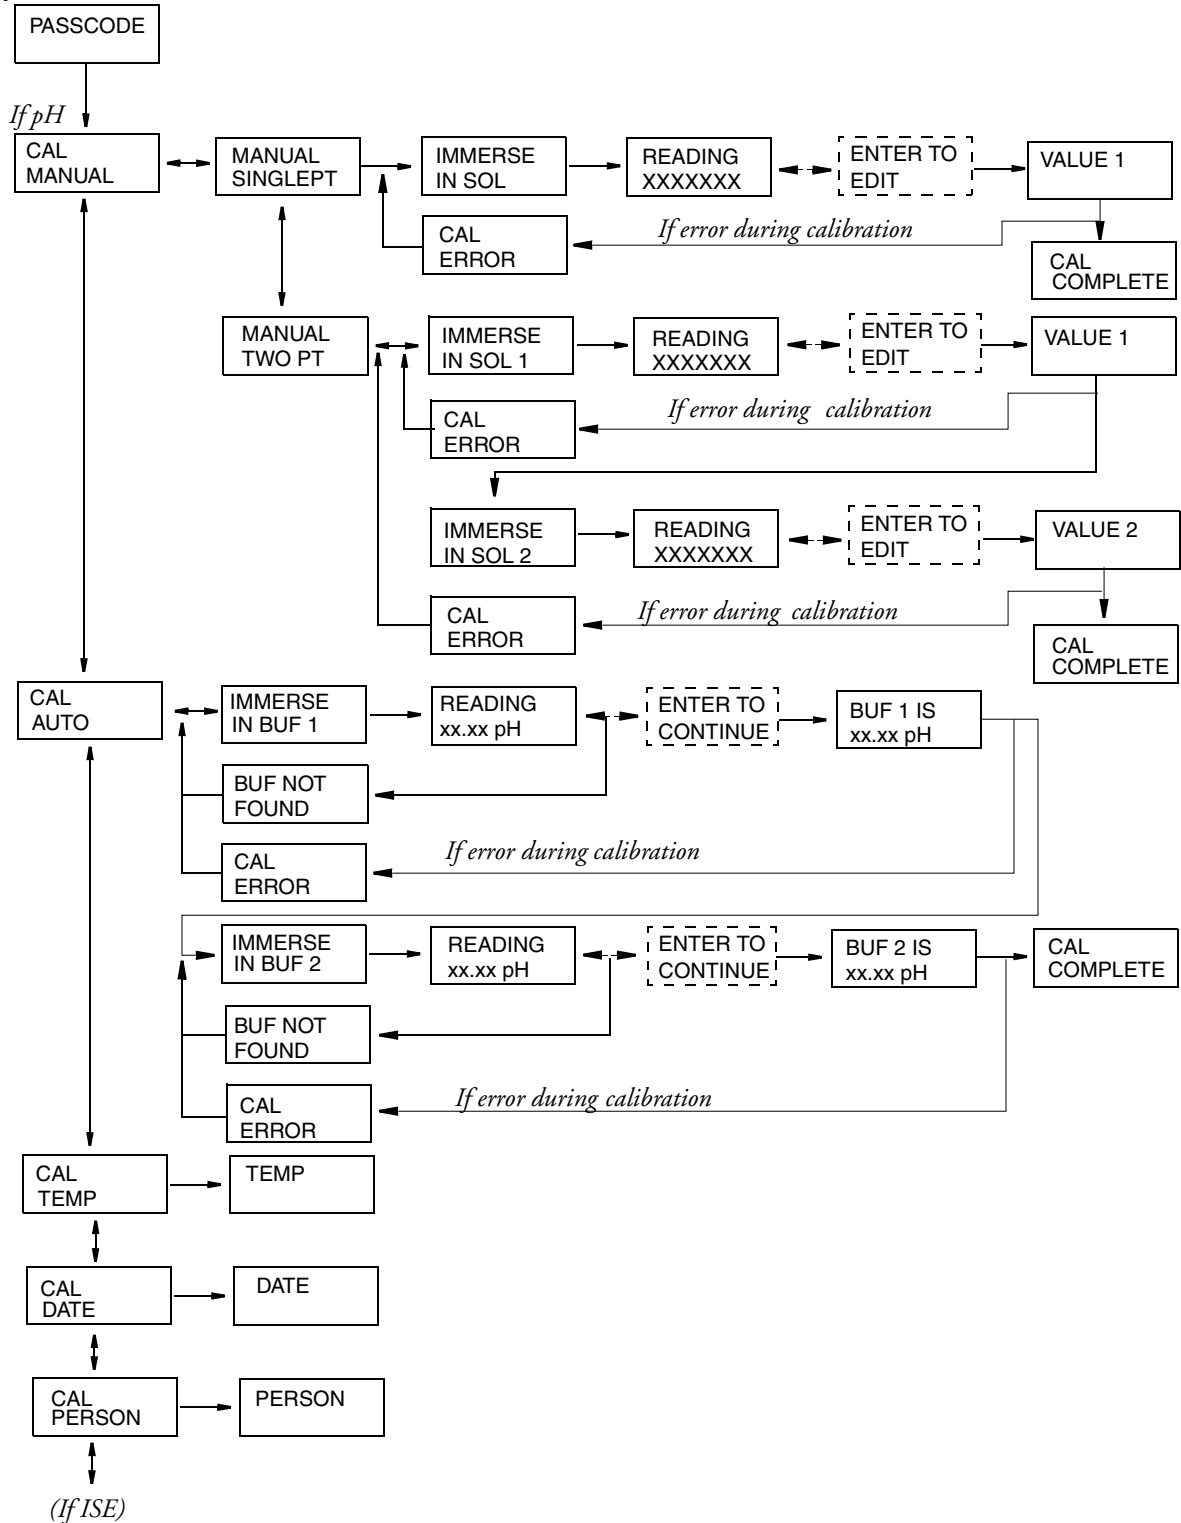 PASSCODE
If pH
CAL
MANUAL
MANUAL
SINGLEPT
IMMERSE
IN SOL
READING
XXXXXXX
ENTER TO
EDIT
VALUE 1
If error during calibration
CAL
ERROR
CAL
COMPLETE
MANUAL
TWO PT
IMMERSE
IN SOL 1
READING
XXXXXXX
ENTER TO
EDIT
VALUE 1
If error during calibration
CAL
ERROR
IMMERSE
IN SOL 2
READING
XXXXXXX
ENTER TO
EDIT
VALUE 2
If error during calibration
CAL
ERROR
CAL
COMPLETE
CAL
AUTO
IMMERSE
IN BUF 1
READING
xx.xx pH
ENTER TO
CONTINUE
BUF 1 IS
xx.xx pH
BUF NOT
FOUND
If error during calibration
CAL
ERROR
IMMERSE
IN BUF 2
READING
xx.xx pH
ENTER TO
CONTINUE
BUF 2 IS
xx.xx pH
CAL
COMPLETE
BUF NOT
FOUND
If error during calibration
CAL
ERROR
CAL
TEMP
TEMP
CAL
DATE
DATE
CAL
PERSON
PERSON
(If ISE)